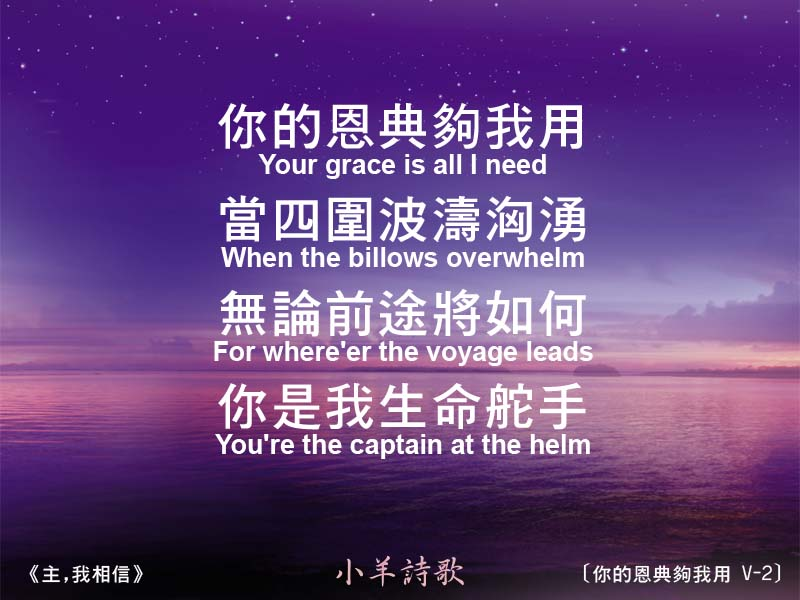 你的恩典夠我用
Your grace is all I need
當四圍波濤洶湧
When the billows overwhelm
無論前途將如何
For where'er the voyage leads
你是我生命舵手
You're the captain at the helm
《主,我相信》
小羊詩歌
〔你的恩典夠我用 V-2〕